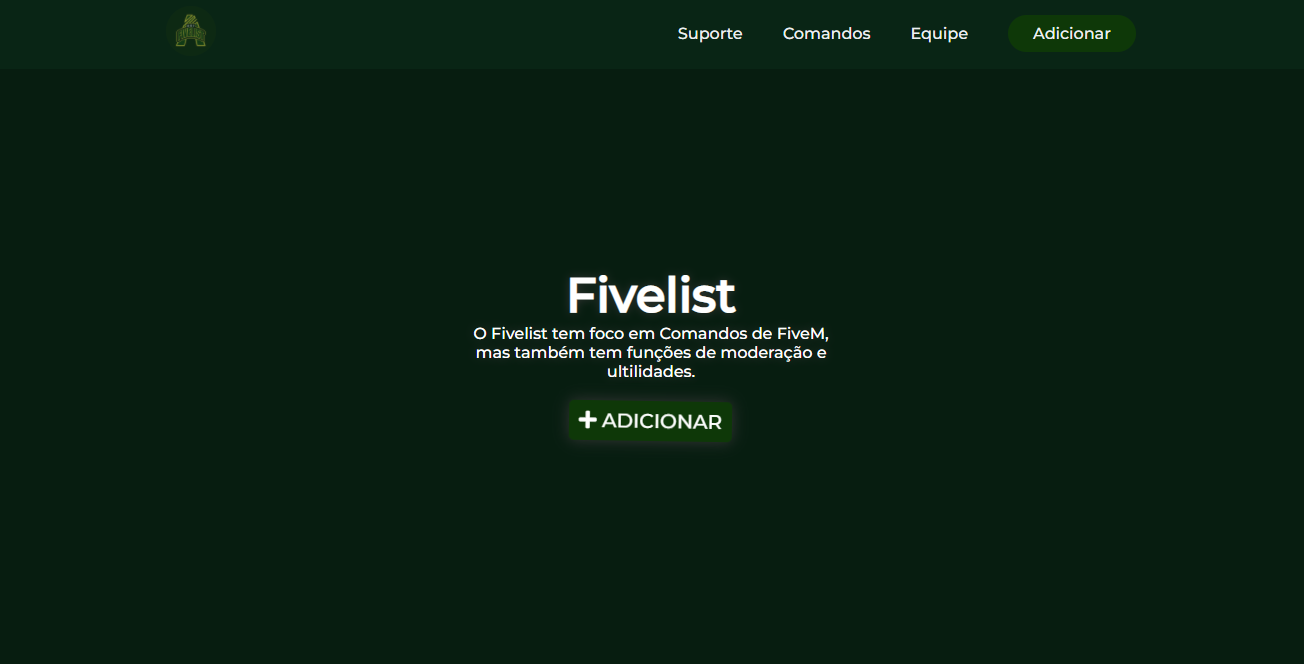 Suporte Comandos Equipe Adicionar
Fivelist
O Fivelist tem foco em Comandos de FiveM,
mas também tem funções de moderação e
ultilidades.
ADICIONAR